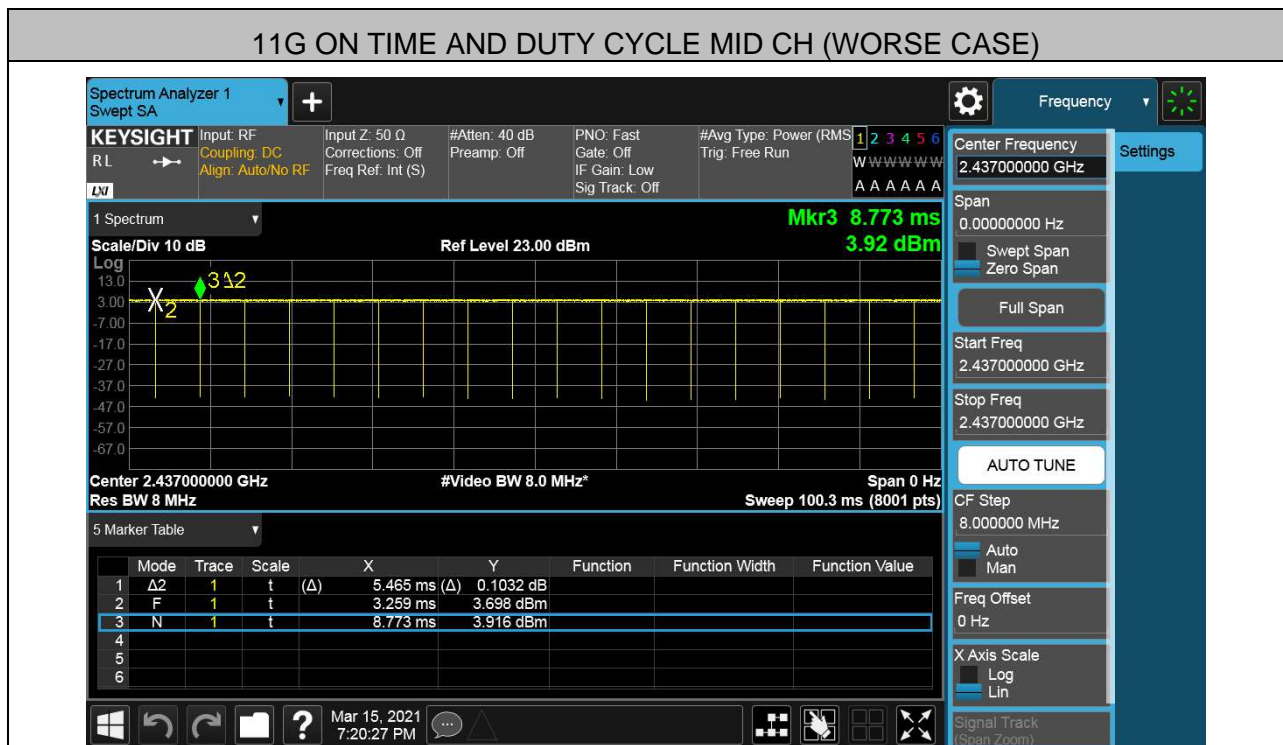 11G ON TIME AND DUTY CYCLE MID CH (WORSE CASE)
Spectrum Analyzer 1
Swept SA
+
Frequency
KEYSIGHT
RL
LXI
Input: RF
Coupling: DC
Align: Auto/No RF
Input Z: 50 Ω
Corrections: Off
Freq Ref: Int (S)
#Atten: 40 dB
Preamp: Off
PNO: Fast
Gate: Off
IF Gain: Low
Sig Track: Off
#Avg Type: Power (RMS
Trig: Free Run
1 2 3 4 5 6
W W W W W W
A A A A A A
1 Spectrum
Mkr3 8.773 ms
3.92 dBm
Scale/Div 10 dB
Ref Level 23.00 dBm
Log
13.0
3.00
-7.00
-17.0
-27.0
-37.0
-47.0
-57.0
-67.0
3 Δ2
X2
Center 2.437000000 GHz
#Video BW 8.0 MHz*
Span 0 Hz
Res BW 8 MHz
Sweep 100.3 ms (8001 pts)
5 Marker Table
Mode Trace Scale X Y Function Function Width Function Value
1 Δ2 1 t (Δ) 5.465 ms (Δ) 0.1032 dB
2 F 1 t 3.259 ms 3.698 dBm
3 N 1 t 8.773 ms 3.916 dBm
4
5
6
?
Mar 15, 2021
7:20:27 PM
Center Frequency
2.437000000 GHz
Span
0.00000000 Hz
Swept Span
Zero Span
Full Span
Start Freq
2.437000000 GHz
Stop Freq
2.437000000 GHz
AUTO TUNE
CF Step
8.000000 MHz
Auto
Man
Freq Offset
0 Hz
X Axis Scale
Log
Lin
Signal Track
(Span Zoom)
Settings